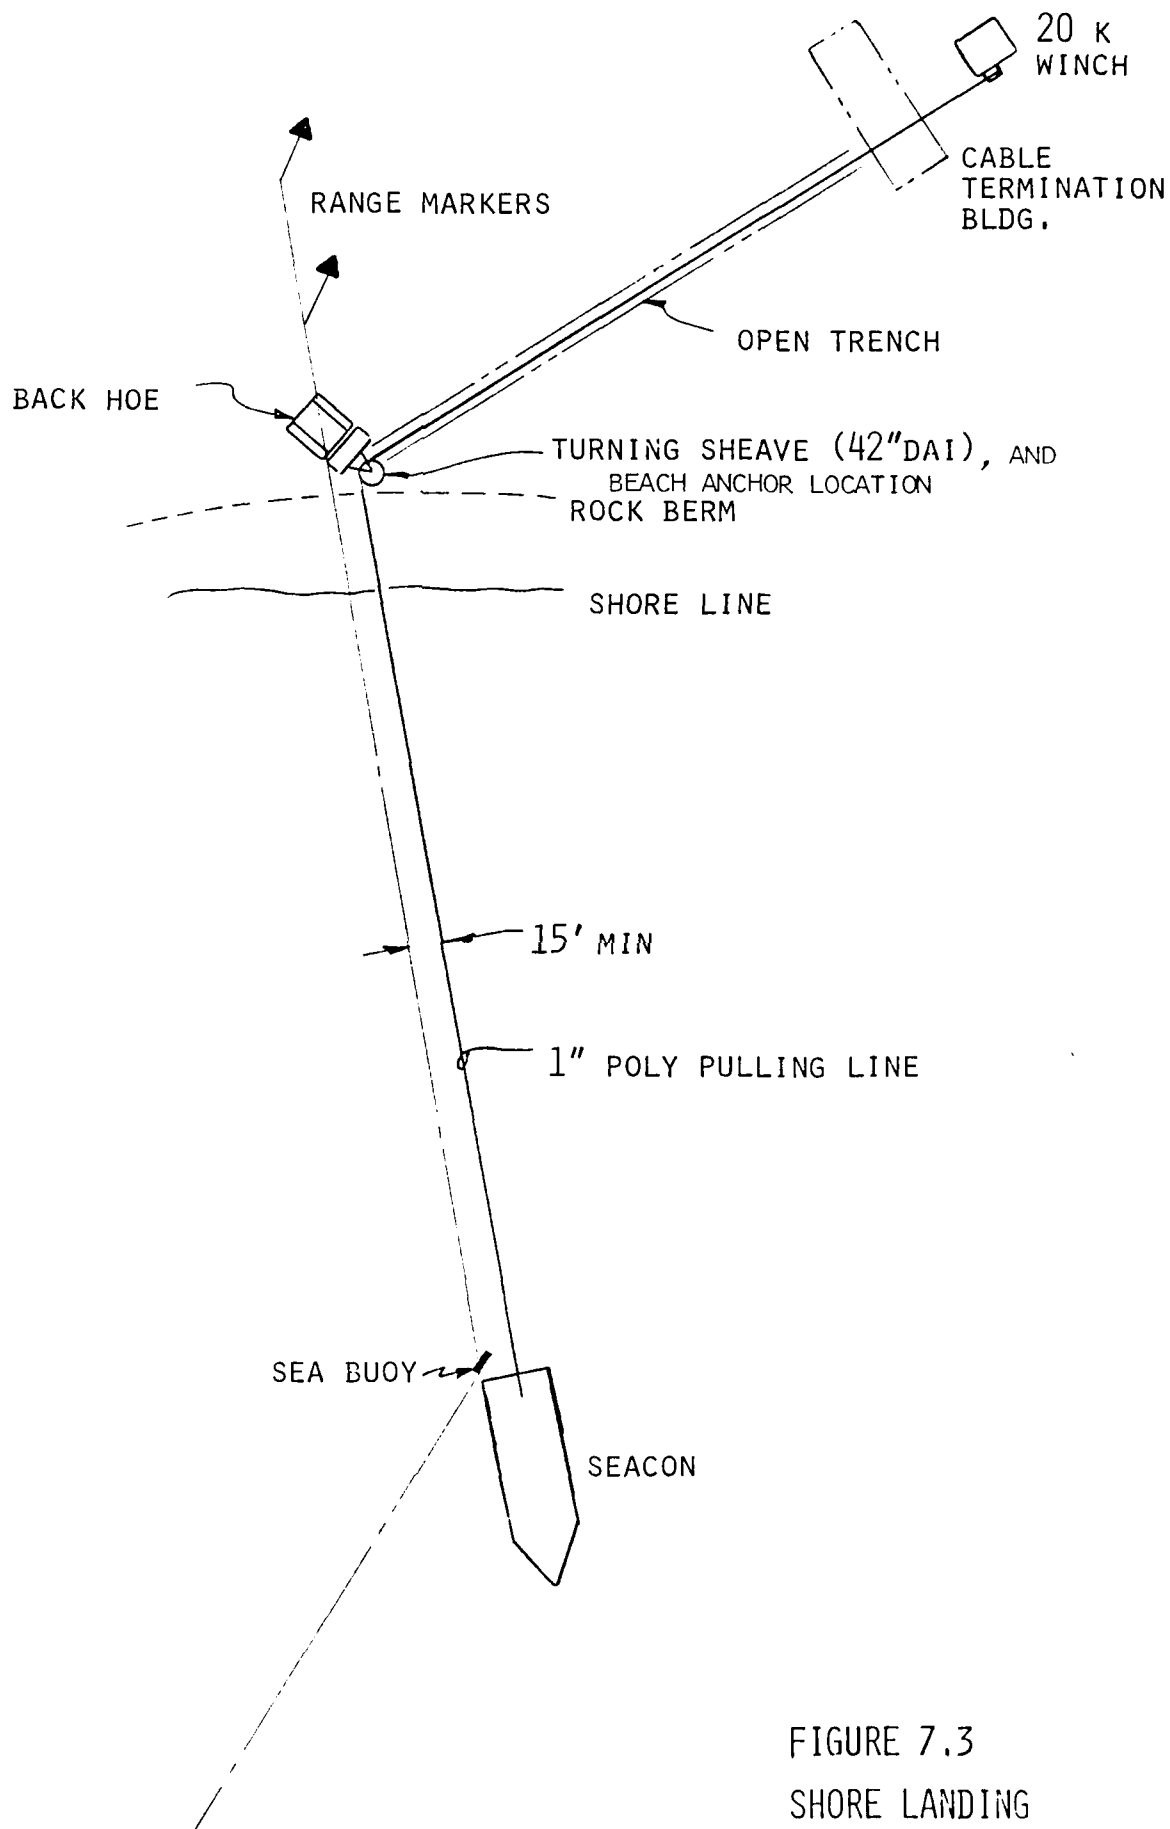 20 K
WINCH
CABLE
TERMINATION
BLDG.
RANGE MARKERS
OPEN TRENCH
BACK HOE
TURNING SHEAVE (42"DAI), AND
BEACH ANCHOR LOCATION
ROCK BERM
SHORE LINE
15' MIN
1" POLY PULLING LINE
SEA BUOY
SEACON
FIGURE 7.3
SHORE LANDING